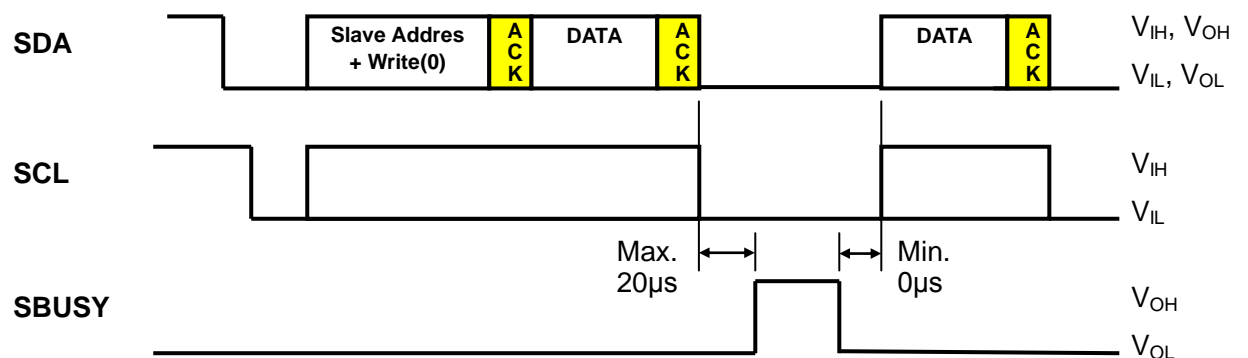 SDA
Slave Addres
+ Write(0)
A
C
K
DATA
A
C
K
DATA
A
C
K
VIH, VOH
VIL, VOL
SCL
VIH
VIL
Max.
20µs
Min.
0µs
SBUSY
VOH
VOL